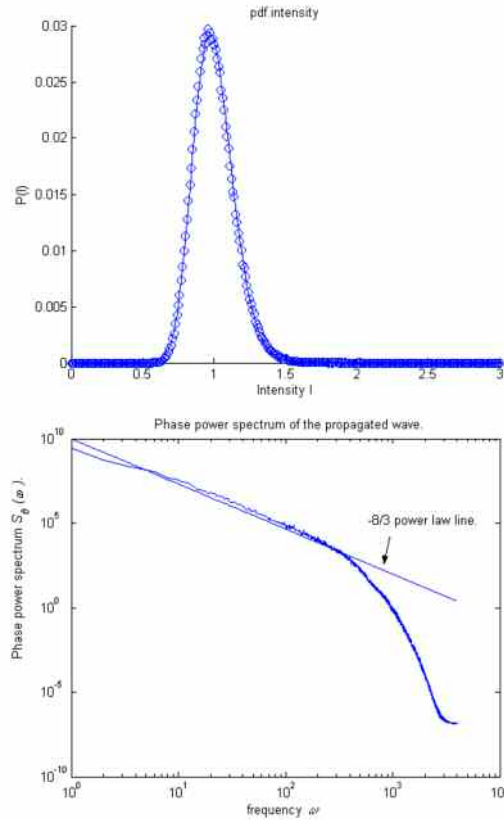 pdf intensity
0.03
0.025
0.02
0.015
0.01
0.005
0
P(I)
0 0.5 1 1.5 2 2.5 3
Intensity I
Phase power spectrum of the propagated wave.
10^10
10^5
10^0
10^-5
10^-10
Phase power spectrum S_θ (ω).
-8/3 power law line.
10^0 10^1 10^2 10^3 10^4
frequency ω